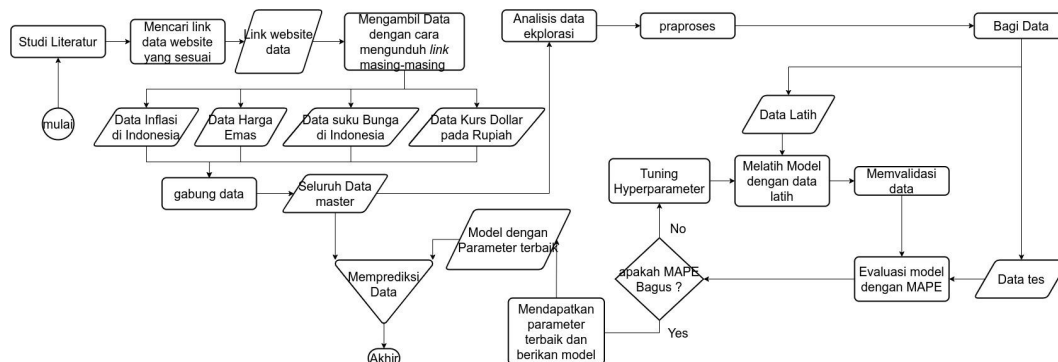 Studi Literatur
Mencari link
data website
yang sesuai
Link website
data
Mengambil Data
dengan cara
mengunduh link
masing-masing
Analisis data
ekplorasi
praproses
Bagi Data
mulai
Data Inflasi
di Indonesia
Data Harga
Emas
Data suku Bunga
di Indonesia
Data Kurs Dollar
pada Rupiah
Data Latih
gabung data
Seluruh Data
master
Tuning
Hyperparameter
Melatih Model
dengan data
latih
Memvalidasi
data
Model dengan
Parameter terbaik
No
Memprediksi
Data
apakah MAPE
Bagus ?
Evaluasi model
dengan MAPE
Data tes
Mendapatkan
parameter
terbaik dan
berikan model
Yes
Akhir